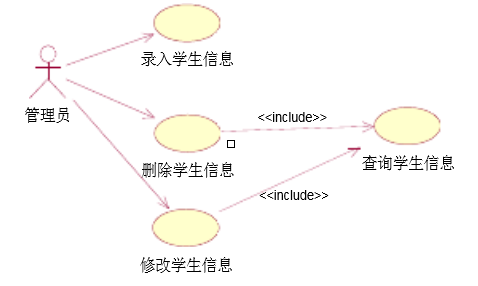 录入学生信息
管理员
<<include>>
删除学生信息
查询学生信息
<<include>>
修改学生信息